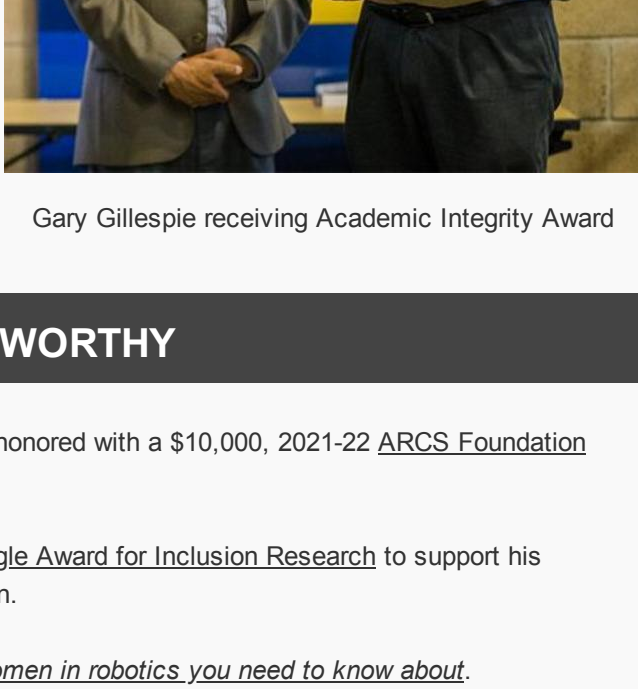 Gary Gillespie receiving Academic Integrity Award
WORTHY
honored with a $10,000, 2021-22 ARCS Foundation
gle Award for Inclusion Research to support his
n.
omen in robotics you need to know about.